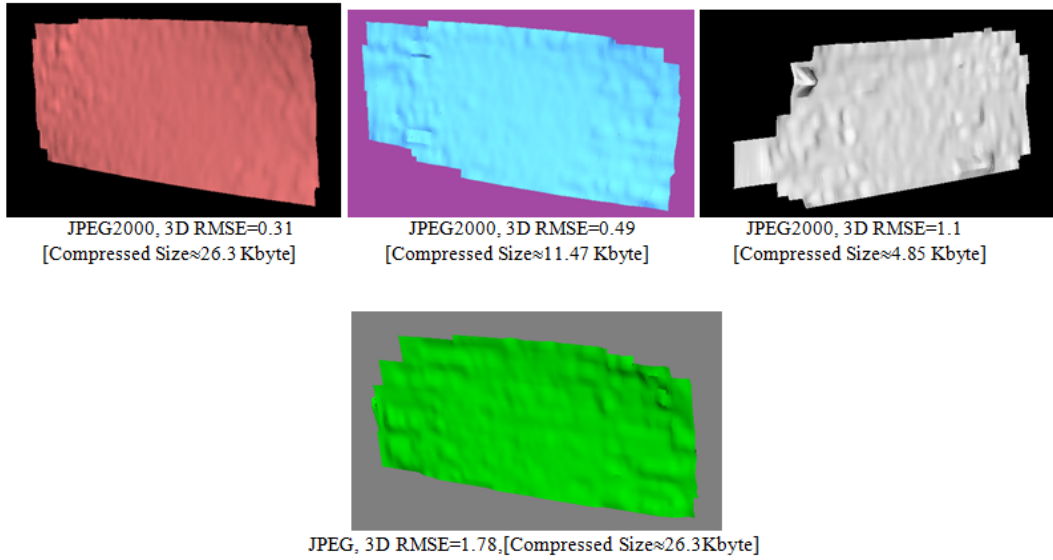 JPEG2000, 3D RMSE=0.31
[Compressed Size≈26.3 Kbyte]
JPEG2000, 3D RMSE=0.49
[Compressed Size≈11.47 Kbyte]
JPEG2000, 3D RMSE=1.1
[Compressed Size≈4.85 Kbyte]
JPEG, 3D RMSE=1.78,[Compressed Size≈26.3Kbyte]